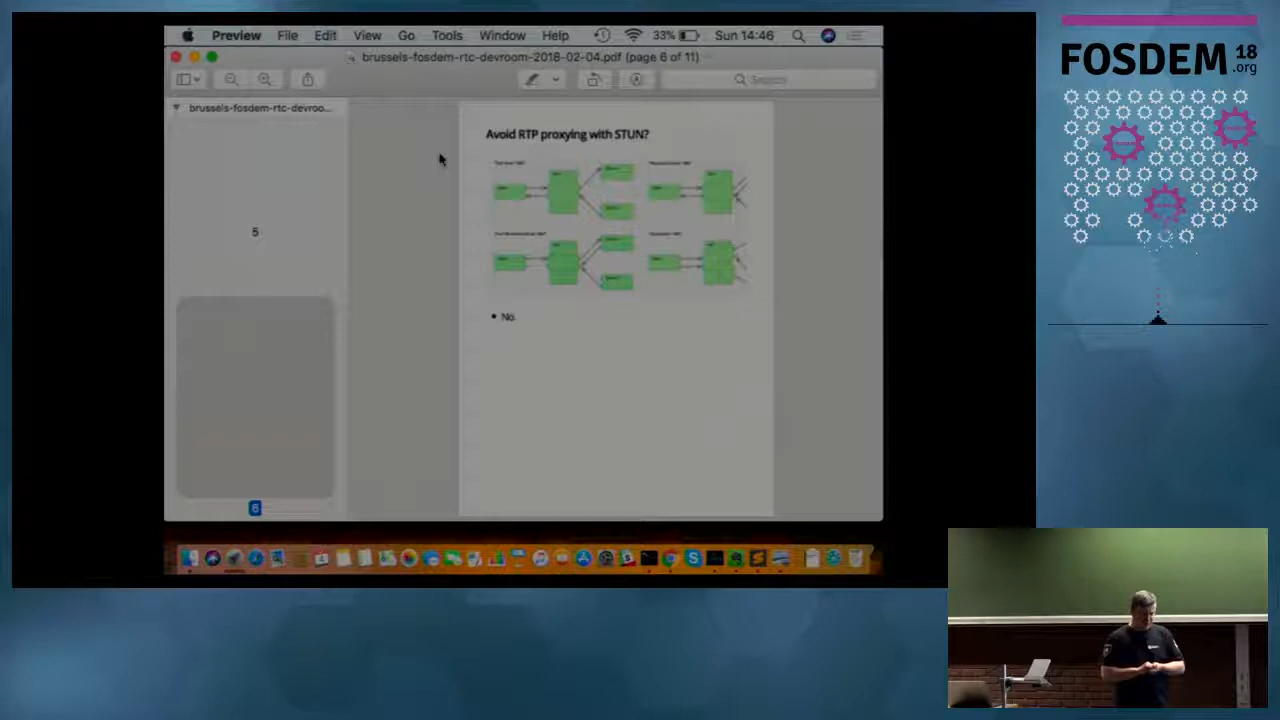 Preview File Edit View Go Tools Window Help 33% Sun 14:46
brussels-fosdem-rtc-devroom-2018-02-04.pdf (page 6 of 11)
Search
brussels-fosdem-rtc-devroo...
5
6
Avoid RTP proxying with STUN?
No.
FOSDEM 18
.org